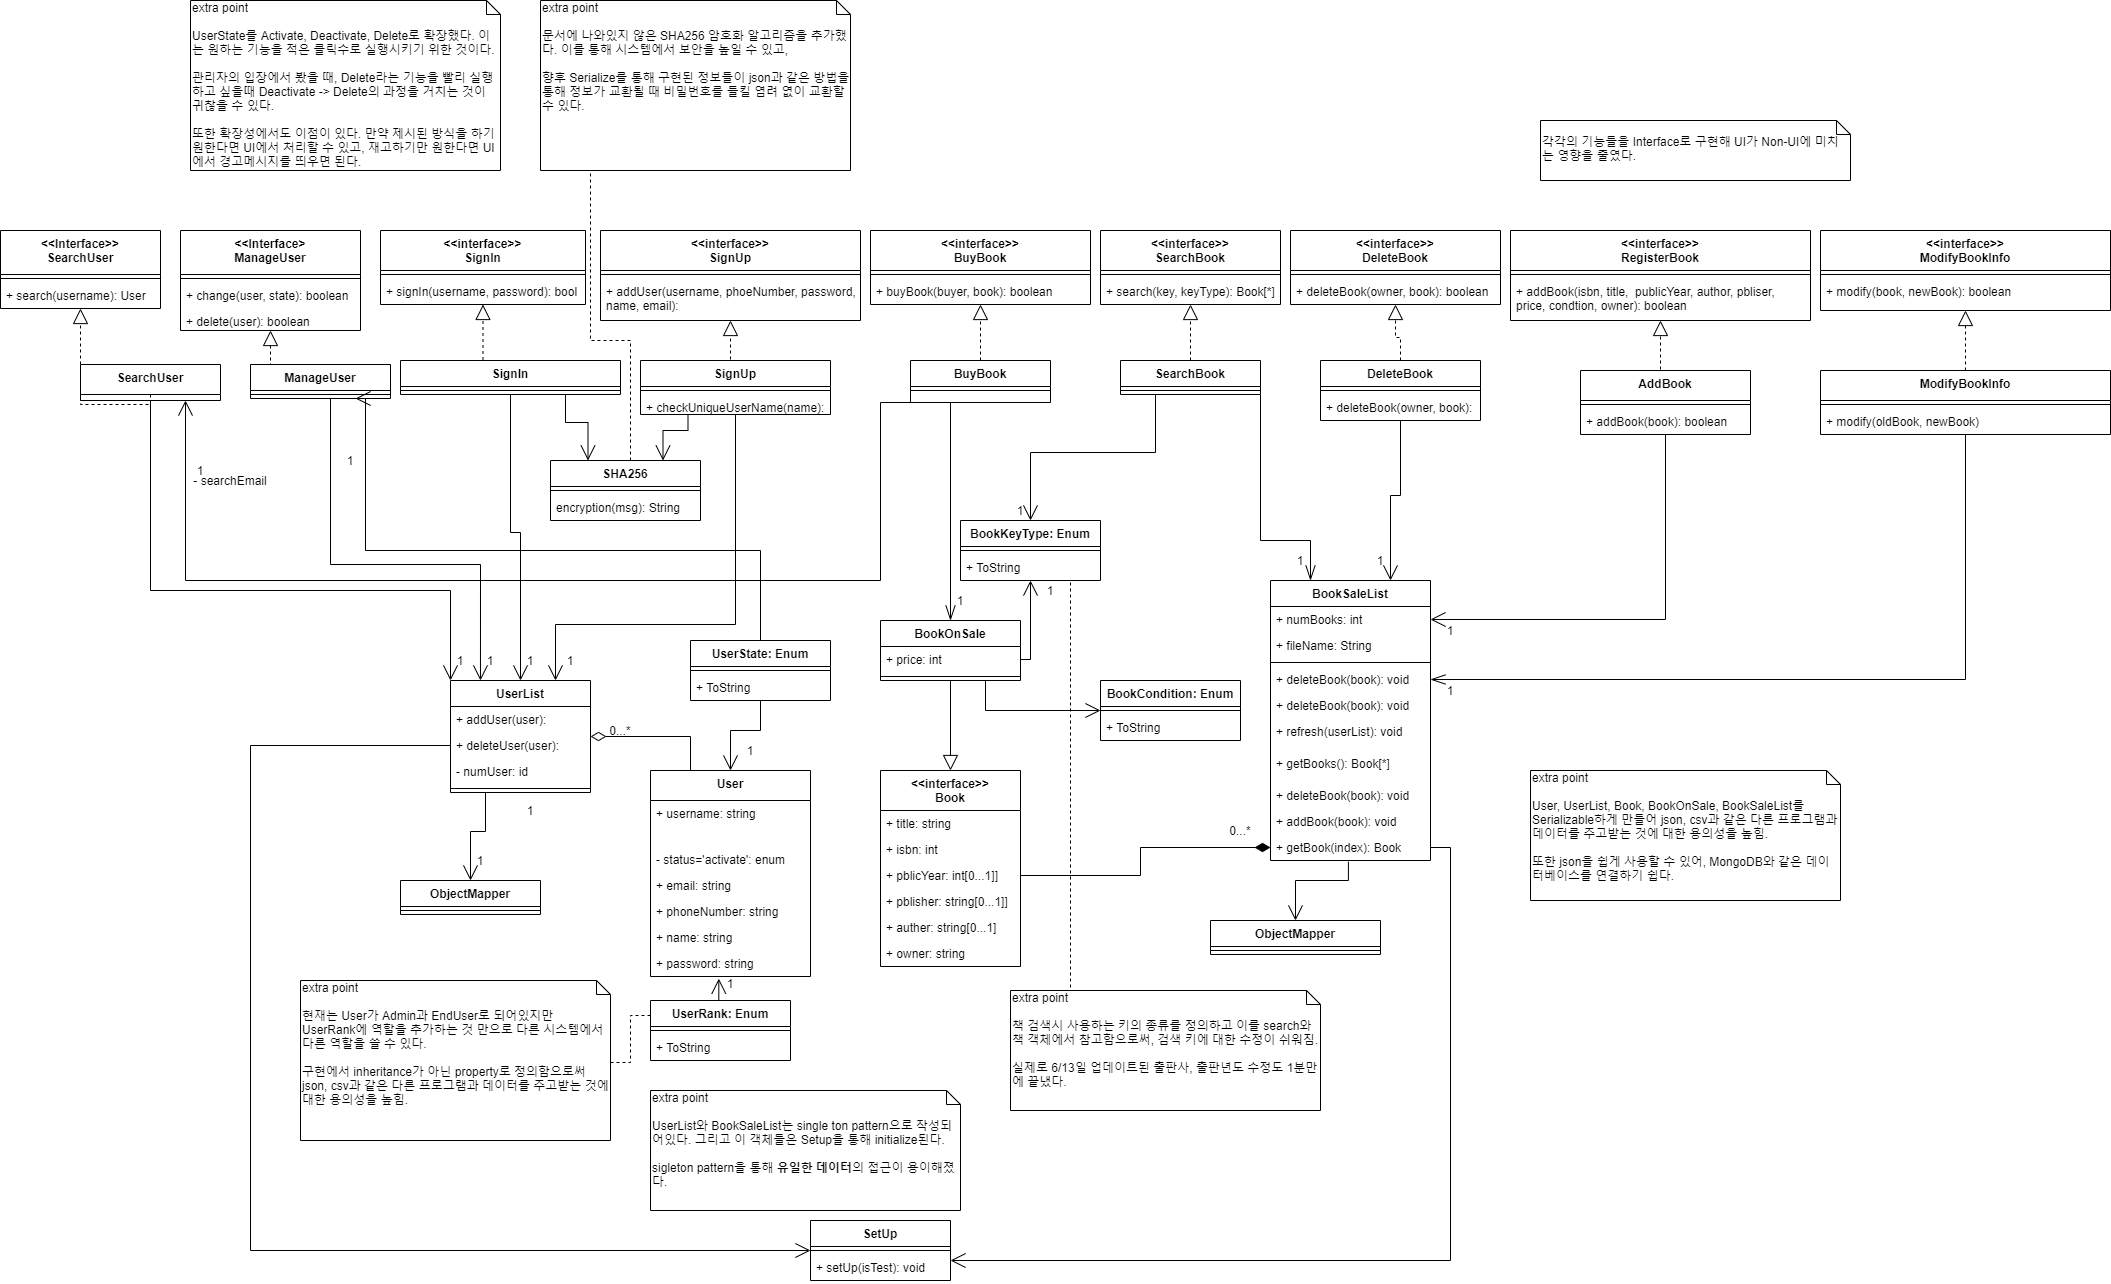 extra point
UserState를 Activate, Deactivate, Delete로 확장했다. 이
는 원하는 기능을 적은 클릭수로 실행시키기 위한 것이다.
관리자의 입장에서 봤을 때, Delete라는 기능을 빨리 실행
하고 싶을때 Deactivate -> Delete의 과정을 거치는 것이
귀찮을 수 있다.
또한 확장성에서도 이점이 있다. 만약 제시된 방식을 하기
원한다면 UI에서 처리할 수 있고, 재고하기만 원한다면 UI
에서 경고메시지를 띄우면 된다.
extra point
문서에 나와있지 않은 SHA256 암호화 알고리즘을 추가했
다. 이를 통해 시스템에서 보안을 높일 수 있고,
향후 Serialize를 통해 구현된 정보들이 json과 같은 방법을
통해 정보가 교환될 때 비밀번호를 들킬 염려 없이 교환할
수 있다.
각각의 기능들을 Interface로 구현해 UI가 Non-UI에 미치
는 영향을 줄였다.
<<Interface>>
SearchUser
+ search(username): User
<<Interface>
ManageUser
+ change(user, state): boolean
+ delete(user): boolean
<<interface>>
SignIn
+ signIn(username, password): bool
<<interface>>
SignUp
+ addUser(username, phoeNumber, password,
name, email):
<<interface>>
BuyBook
+ buyBook(buyer, book): boolean
<<interface>>
SearchBook
+ search(key, keyType): Book[*]
<<interface>>
DeleteBook
+ deleteBook(owner, book): boolean
<<interface>>
RegisterBook
+ addBook(isbn, title,  publicYear, author, pbliser,
price, condtion, owner): boolean
<<interface>>
ModifyBookInfo
+ modify(book, newBook): boolean
SearchUser
ManageUser
SignIn
SignUp
+ checkUniqueUserName(name):
BuyBook
SearchBook
DeleteBook
+ deleteBook(owner, book):
AddBook
+ addBook(book): boolean
ModifyBookInfo
+ modify(oldBook, newBook)
1
- searchEmail
1
SHA256
encryption(msg): String
1
BookKeyType: Enum
+ ToString
1
1
1
1
BookSaleList
+ numBooks: int
+ fileName: String
+ deleteBook(book): void
+ deleteBook(book): void
+ refresh(userList): void
+ getBooks(): Book[*]
+ deleteBook(book): void
+ addBook(book): void
+ getBook(index): Book
1
1
BookOnSale
+ price: int
UserState: Enum
+ ToString
1
1
1
1
UserList
+ addUser(user):
+ deleteUser(user):
- numUser: id
0...*
1
BookCondition: Enum
+ ToString
User
+ username: string
- status='activate': enum
+ email: string
+ phoneNumber: string
+ name: string
+ password: string
<<interface>>
Book
+ title: string
+ isbn: int
+ pblicYear: int[0...1]]
+ pblisher: string[0...1]]
+ auther: string[0...1]
+ owner: string
0...*
extra point
User, UserList, Book, BookOnSale, BookSaleList를
Serializable하게 만들어 json, csv과 같은 다른 프로그램과
데이터를 주고받는 것에 대한 용의성을 높힘.
또한 json을 쉽게 사용할 수 있어, MongoDB와 같은 데이
터베이스를 연결하기 쉽다.
1
1
ObjectMapper
ObjectMapper
extra point
현재는 User가 Admin과 EndUser로 되어있지만
UserRank에 역할을 추가하는 것 만으로 다른 시스템에서
다른 역할을 쓸 수 있다.
구현에서 inheritance가 아닌 property로 정의함으로써
json, csv과 같은 다른 프로그램과 데이터를 주고받는 것에
대한 용의성을 높힘.
1
UserRank: Enum
+ ToString
extra point
책 검색시 사용하는 키의 종류를 정의하고 이를 search와
책 객체에서 참고함으로써, 검색 키에 대한 수정이 쉬워짐.
실제로 6/13일 업데이트된 출판사, 출판년도 수정도 1분만
에 끝냈다.
extra point
UserList와 BookSaleList는 single ton pattern으로 작성되
어있다. 그리고 이 객체들은 Setup을 통해 initialize된다.
sigleton pattern을 통해 유일한 데이터의 접근이 용이해졌
다.
SetUp
+ setUp(isTest): void